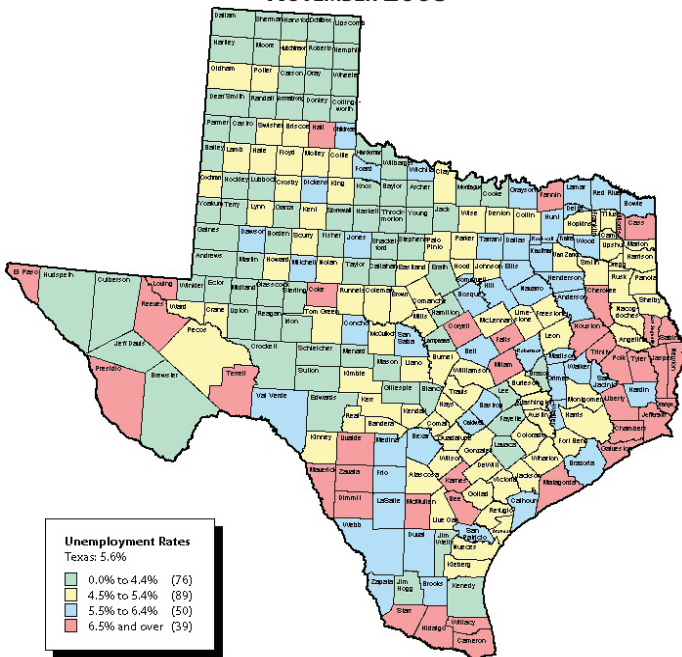 Dallam Sherman Hansford Ochiltree Lipscomb
Hartley Moore Hutchinson Roberts Hemphill
Oldham Potter Carson Gray Wheeler
Deaf Smith Randall Armstrong Donley Collingworth
Parmer Castro Swisher Briscoe Hall Childress
Bailey Lamb Hale Floyd Motley Cottle Hardeman Foard Wilbarger Wichita Clay
Cochran Hockley Lubbock Crosby Dickens King Knox Baylor Archer Montague Cooke Grayson Fannin Lamar Red River Bowie
Yoakum Terry Lynn Garza Kent Stonewall Haskell Throckmorton Young Jack Wise Denton Collin Hunt Delta Hopkins Franklin Titus Cass
Gaines Dawson Borden Scurry Fisher Jones Shackelford Stephens Palo Pinto Parker Tarrant Dallas Kaufman Rains Wood Upshur Marion
Andrews Martin Howard Mitchell Nolan Taylor Callahan Eastland Erath Hood Johnson Ellis Van Zandt Smith Gregg Harrison
El Paso Hudspeth Culberson Loving Winkler Ector Midland Glasscock Sterling Coke Runnels Coleman Brown Comanche Bosque Hill Navarro Henderson Rusk Panola
Reeves Ward Crane Upton Reagan Irion Tom Green Mills Hamilton McLennan Limestone Freestone Anderson Cherokee Nacogdoches Shelby
Jeff Davis Pecos Crockett Schleicher Concho Menard McCulloch San Saba Lampasas Coryell Falls Leon Houston Angelina Sabine
Presidio Brewster Terrell Sutton Kimble Mason Llano Burnet Bell Milam Robertson Madison Walker Trinity Polk Tyler Jasper Newton
Val Verde Edwards Gillespie Blanco Williamson Travis Lee Burleson Brazos Grimes San Jacinto Liberty Hardin Orange
Kinney Real Kerr Bandera Kendall Hays Comal Caldwell Bastrop Fayette Washington Austin Montgomery Harris Jefferson Chambers
Uvalde Medina Bexar Guadalupe Gonzales Lavaca Colorado Fort Bend Galveston
Maverick Zavala Frio Atascosa Wilson Karnes DeWitt Victoria Jackson Wharton Brazoria Matagorda
Dimmit LaSalle McMullen Live Oak Bee Goliad Refugio Calhoun
Webb Duval Jim Wells San Patricio Nueces Kleberg
Zapata Jim Hogg Brooks Kenedy
Starr Hidalgo Willacy Cameron
Unemployment Rates
Texas: 5.6%
0.0% to 4.4% (76)
4.5% to 5.4% (89)
5.5% to 6.4% (50)
6.5% and over (39)